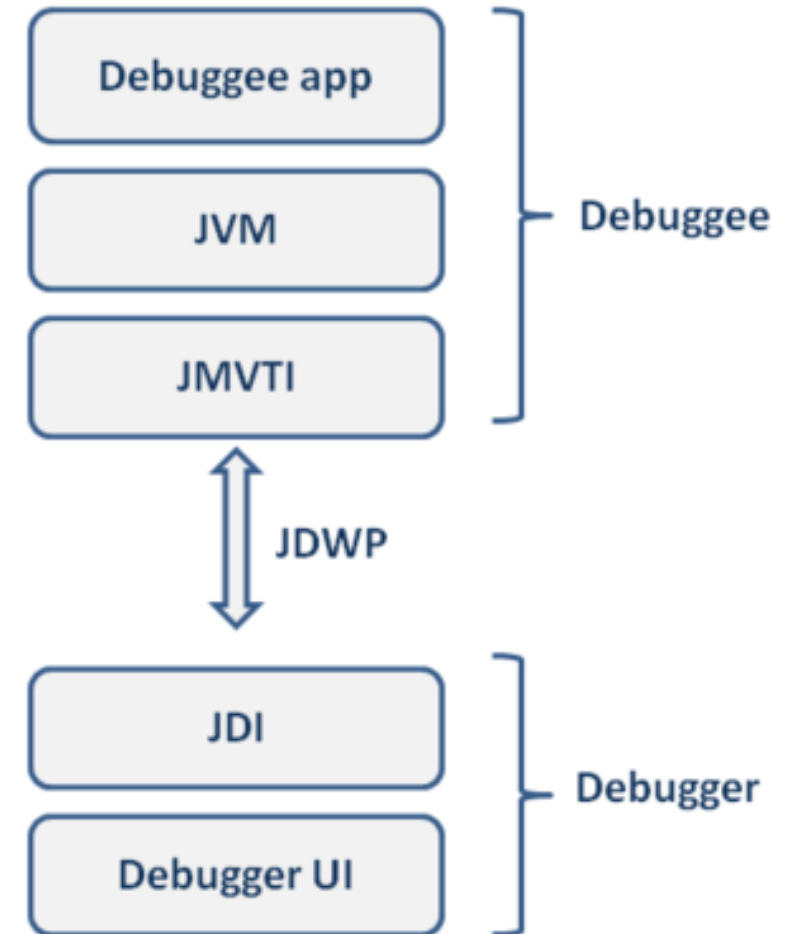 Debuggee app
JVM
Debuggee
JMVTI
JDWP
JDI
Debugger
Debugger UI